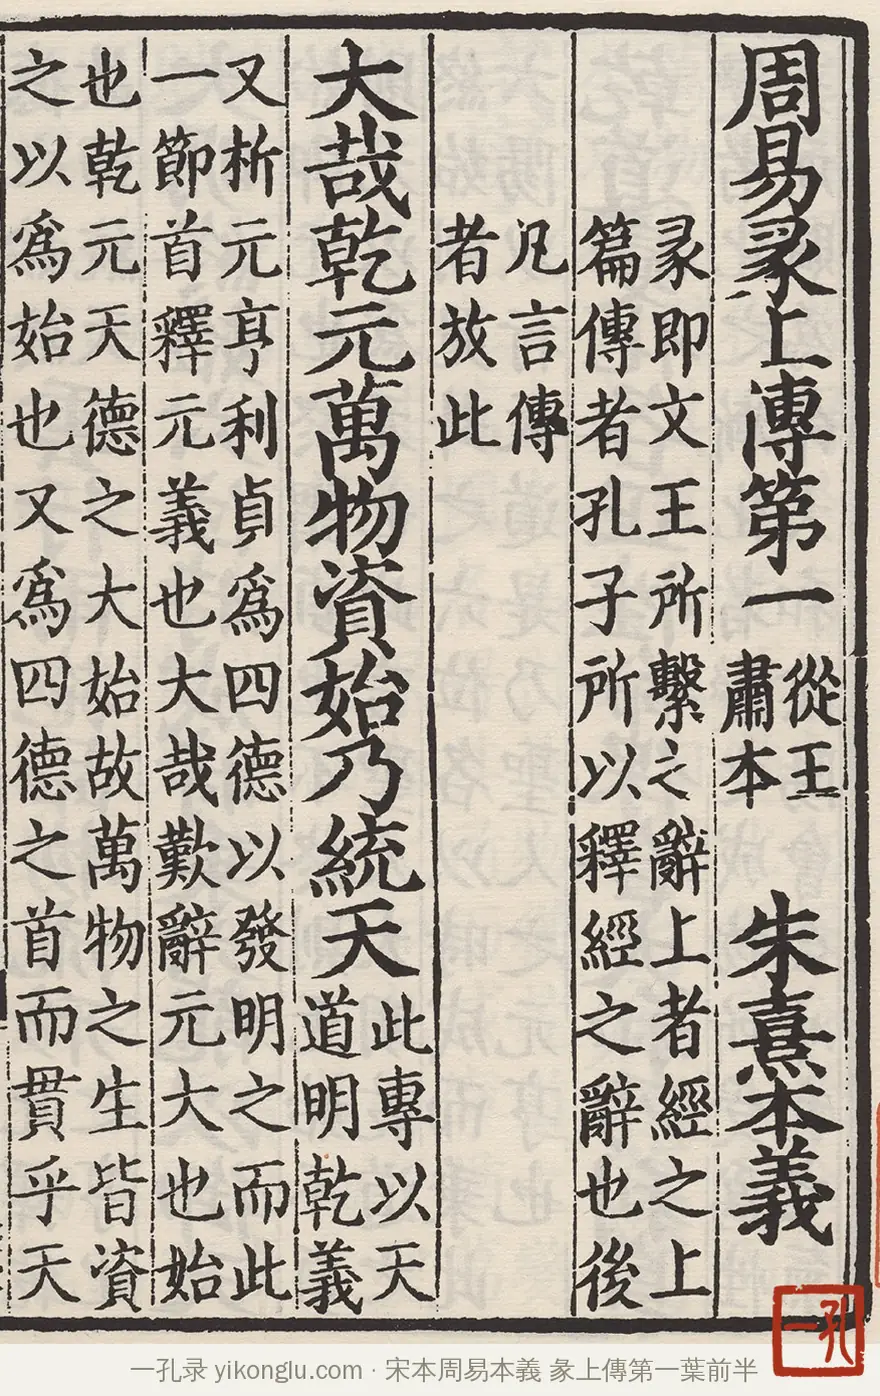 周易彖上傳第一從王肅本 朱熹本義
彖即文王所繫之辭上者經之上
篇傳者孔子所以釋經之辭也後
凡言傳
者放此
大哉乾元萬物資始乃統天此專以天道明乾義
又析元亨利貞爲四德以發明之而此
一節首釋元義也大哉歎辭元大也始
也乾元天德之大始故萬物之生皆資
之以爲始也又爲四德之首而貫乎天
一孔
一孔录 yikonglu.com · 宋本周易本義 彖上傳第一葉前半